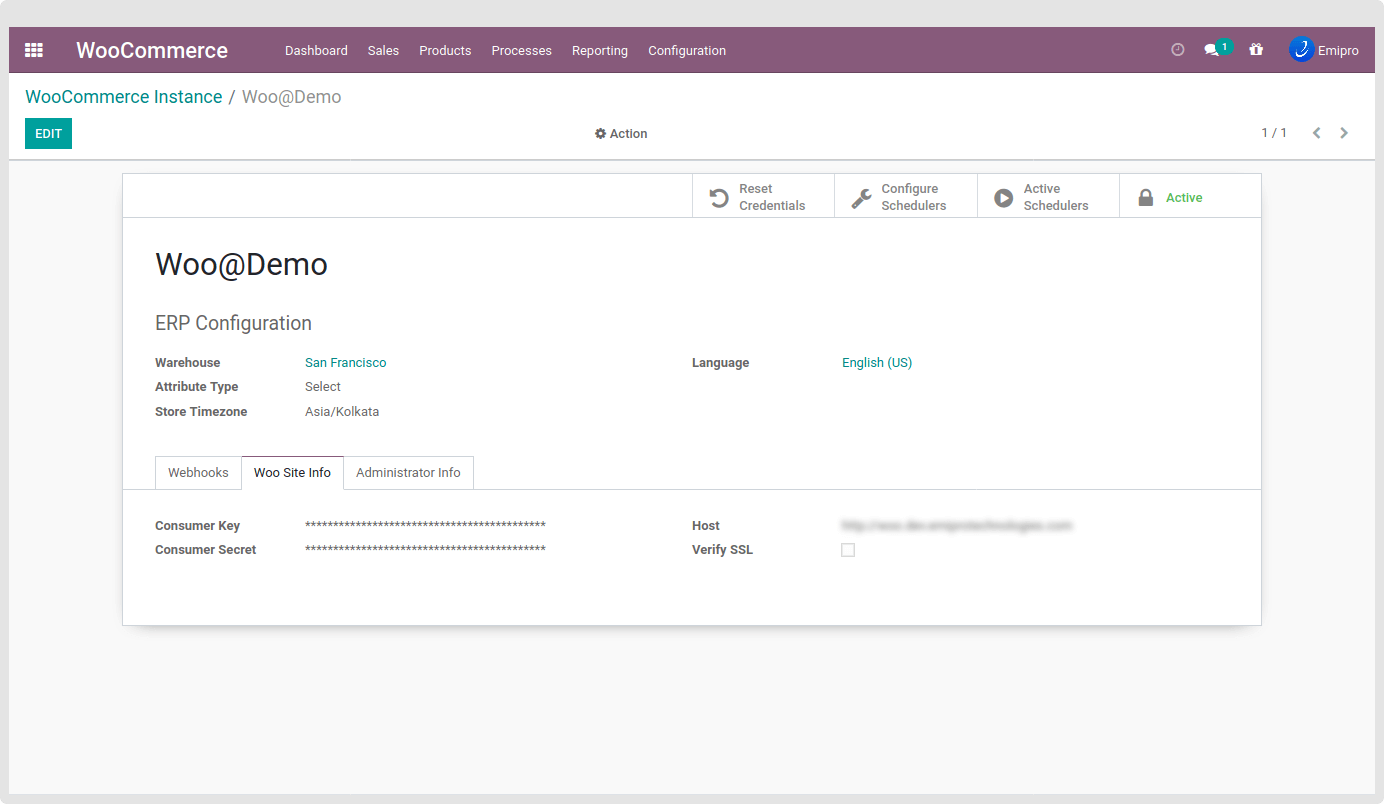 WooCommerce Dashboard Sales Products Processes Reporting Configuration 1 Emipro
WooCommerce Instance / Woo@Demo
EDIT Action 1 / 1
Reset Credentials
Configure Schedulers
Active Schedulers
Active
Woo@Demo
ERP Configuration
Warehouse San Francisco Language English (US)
Attribute Type Select
Store Timezone Asia/Kolkata
Webhooks Woo Site Info Administrator Info
Consumer Key ******************************************* Host
Consumer Secret ******************************************* Verify SSL